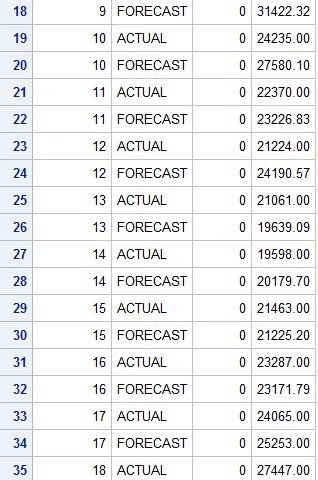 18 9 FORECAST 0 31422.32
19 10 ACTUAL 0 24235.00
20 10 FORECAST 0 27580.10
21 11 ACTUAL 0 22370.00
22 11 FORECAST 0 23226.83
23 12 ACTUAL 0 21224.00
24 12 FORECAST 0 24190.57
25 13 ACTUAL 0 21061.00
26 13 FORECAST 0 19639.09
27 14 ACTUAL 0 19598.00
28 14 FORECAST 0 20179.70
29 15 ACTUAL 0 21463.00
30 15 FORECAST 0 21225.20
31 16 ACTUAL 0 23287.00
32 16 FORECAST 0 23171.79
33 17 ACTUAL 0 24065.00
34 17 FORECAST 0 25253.00
35 18 ACTUAL 0 27447.00